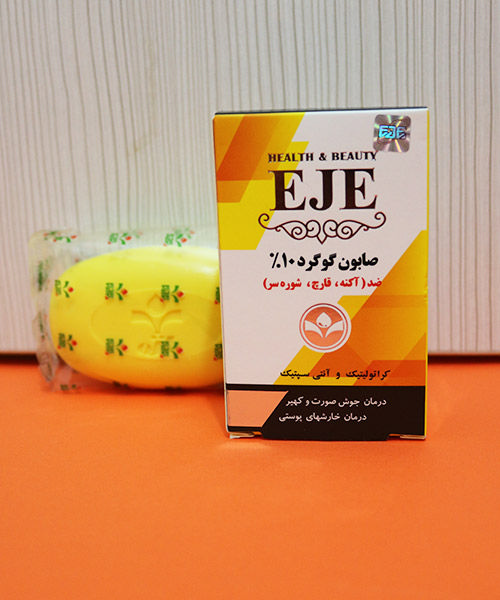 HEALTH & BEAUTY
EJE
صابون گوگرد ۱۰٪
ضد (آکنه، قارچ، شوره سر)
کراتولیتیک و آنتی سپتیک
درمان جوش صورت و کهیر
درمان خارشهای پوستی